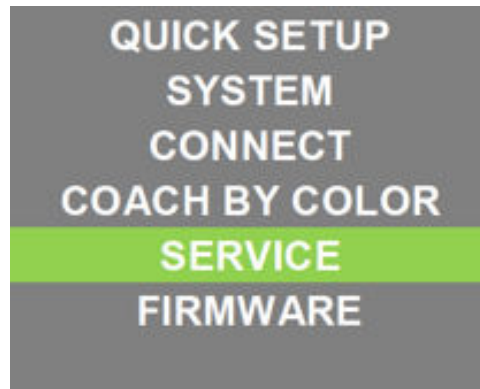 QUICK SETUP
SYSTEM
CONNECT
COACH BY COLOR
SERVICE
FIRMWARE